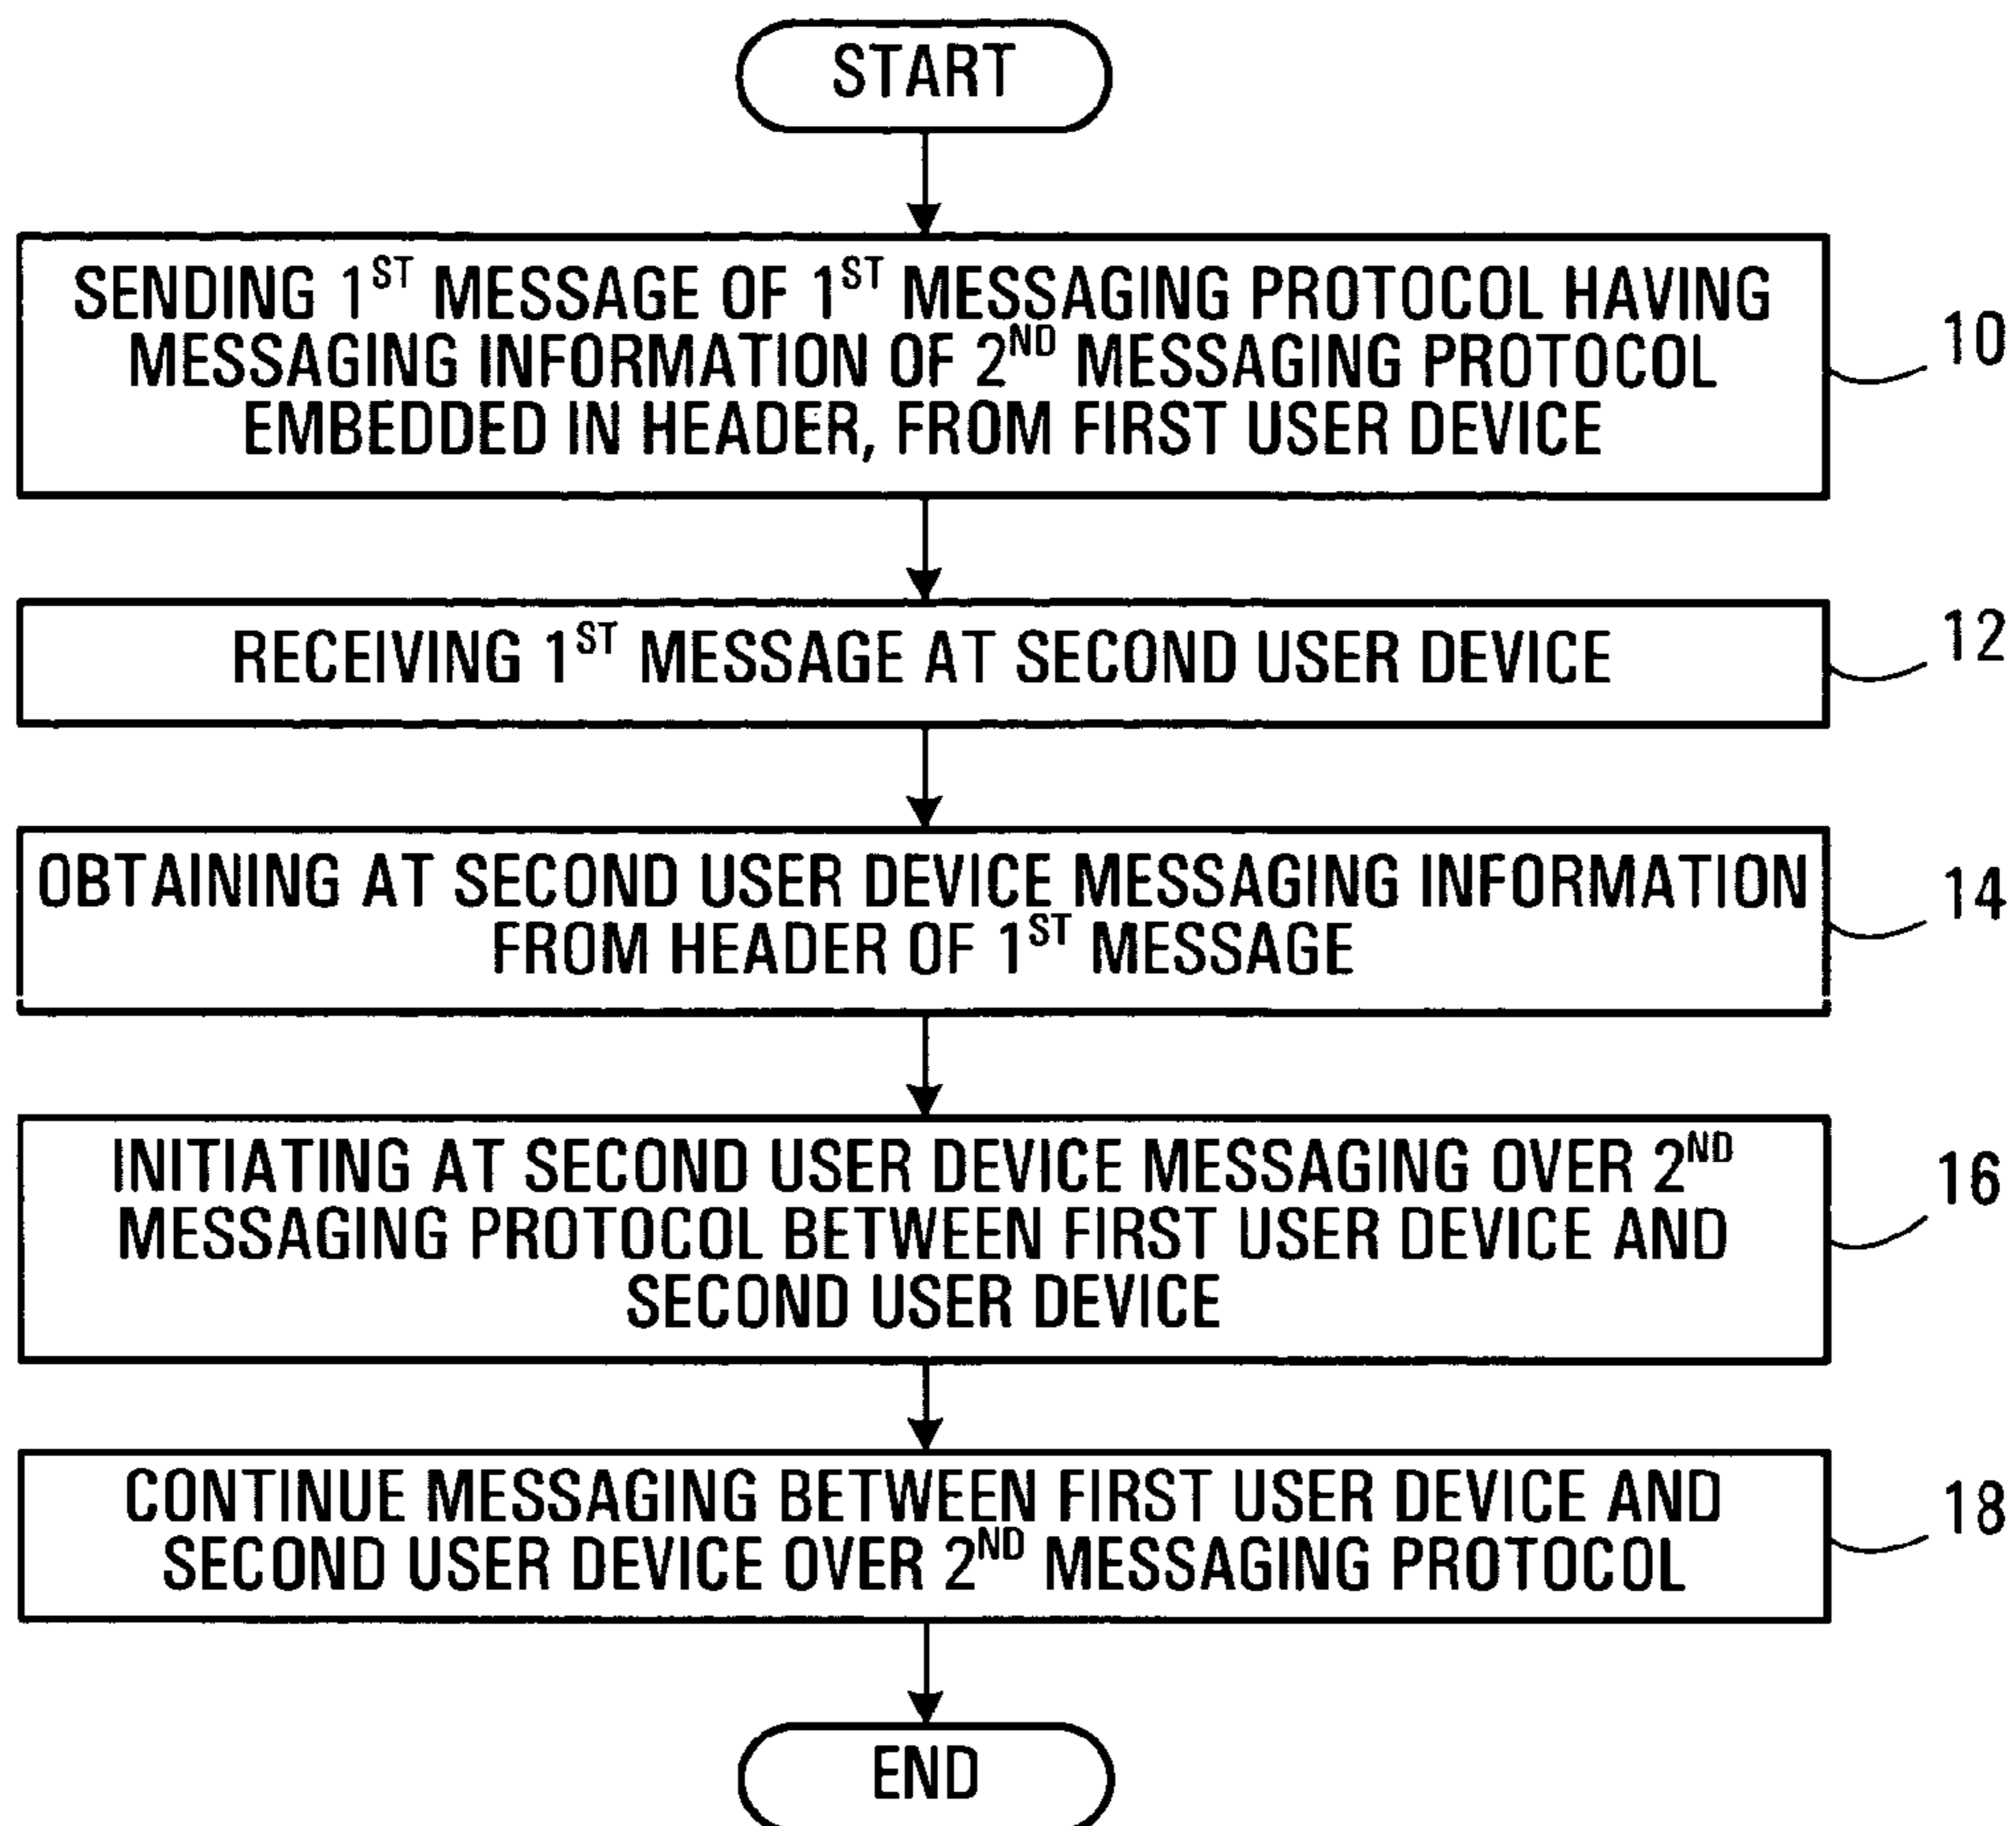 START
SENDING 1ST MESSAGE OF 1ST MESSAGING PROTOCOL HAVING
MESSAGING INFORMATION OF 2ND MESSAGING PROTOCOL
EMBEDDED IN HEADER, FROM FIRST USER DEVICE
10
RECEIVING 1ST MESSAGE AT SECOND USER DEVICE
12
OBTAINING AT SECOND USER DEVICE MESSAGING INFORMATION
FROM HEADER OF 1ST MESSAGE
14
INITIATING AT SECOND USER DEVICE MESSAGING OVER 2ND
MESSAGING PROTOCOL BETWEEN FIRST USER DEVICE AND
SECOND USER DEVICE
16
CONTINUE MESSAGING BETWEEN FIRST USER DEVICE AND
SECOND USER DEVICE OVER 2ND MESSAGING PROTOCOL
18
END